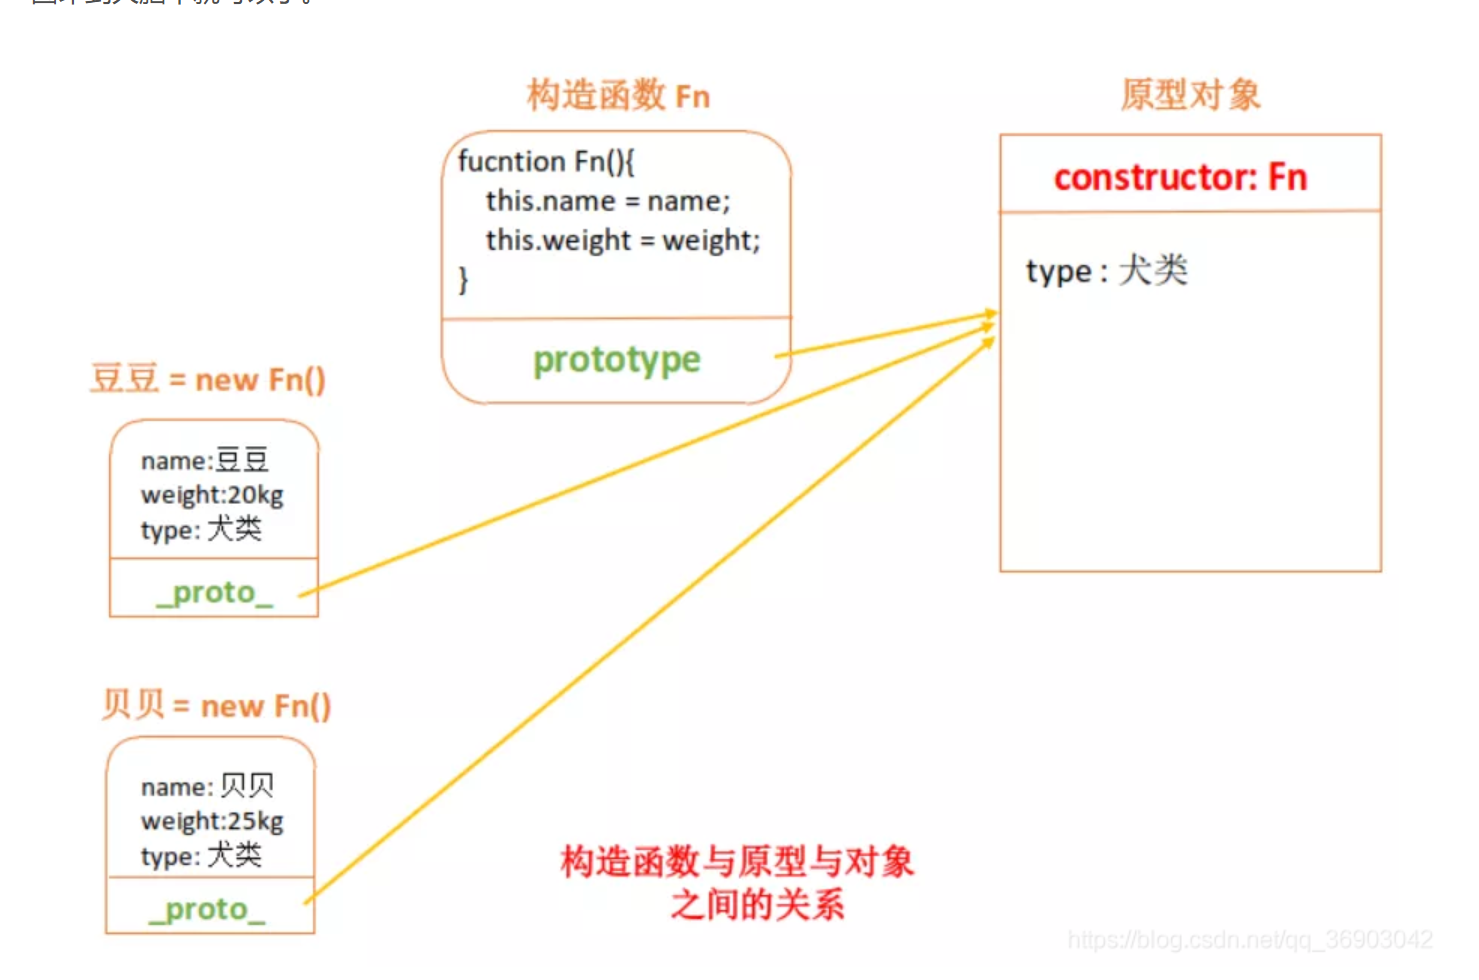 构造函数 Fn
原型对象
fucntion Fn(){
this.name = name;
this.weight = weight;
}
prototype
constructor: Fn
type : 犬类
豆豆 = new Fn()
name:豆豆
weight:20kg
type: 犬类
_proto_
贝贝 = new Fn()
name: 贝贝
weight:25kg
type: 犬类
_proto_
构造函数与原型与对象
之间的关系
https://blog.csdn.net/qq_36903042